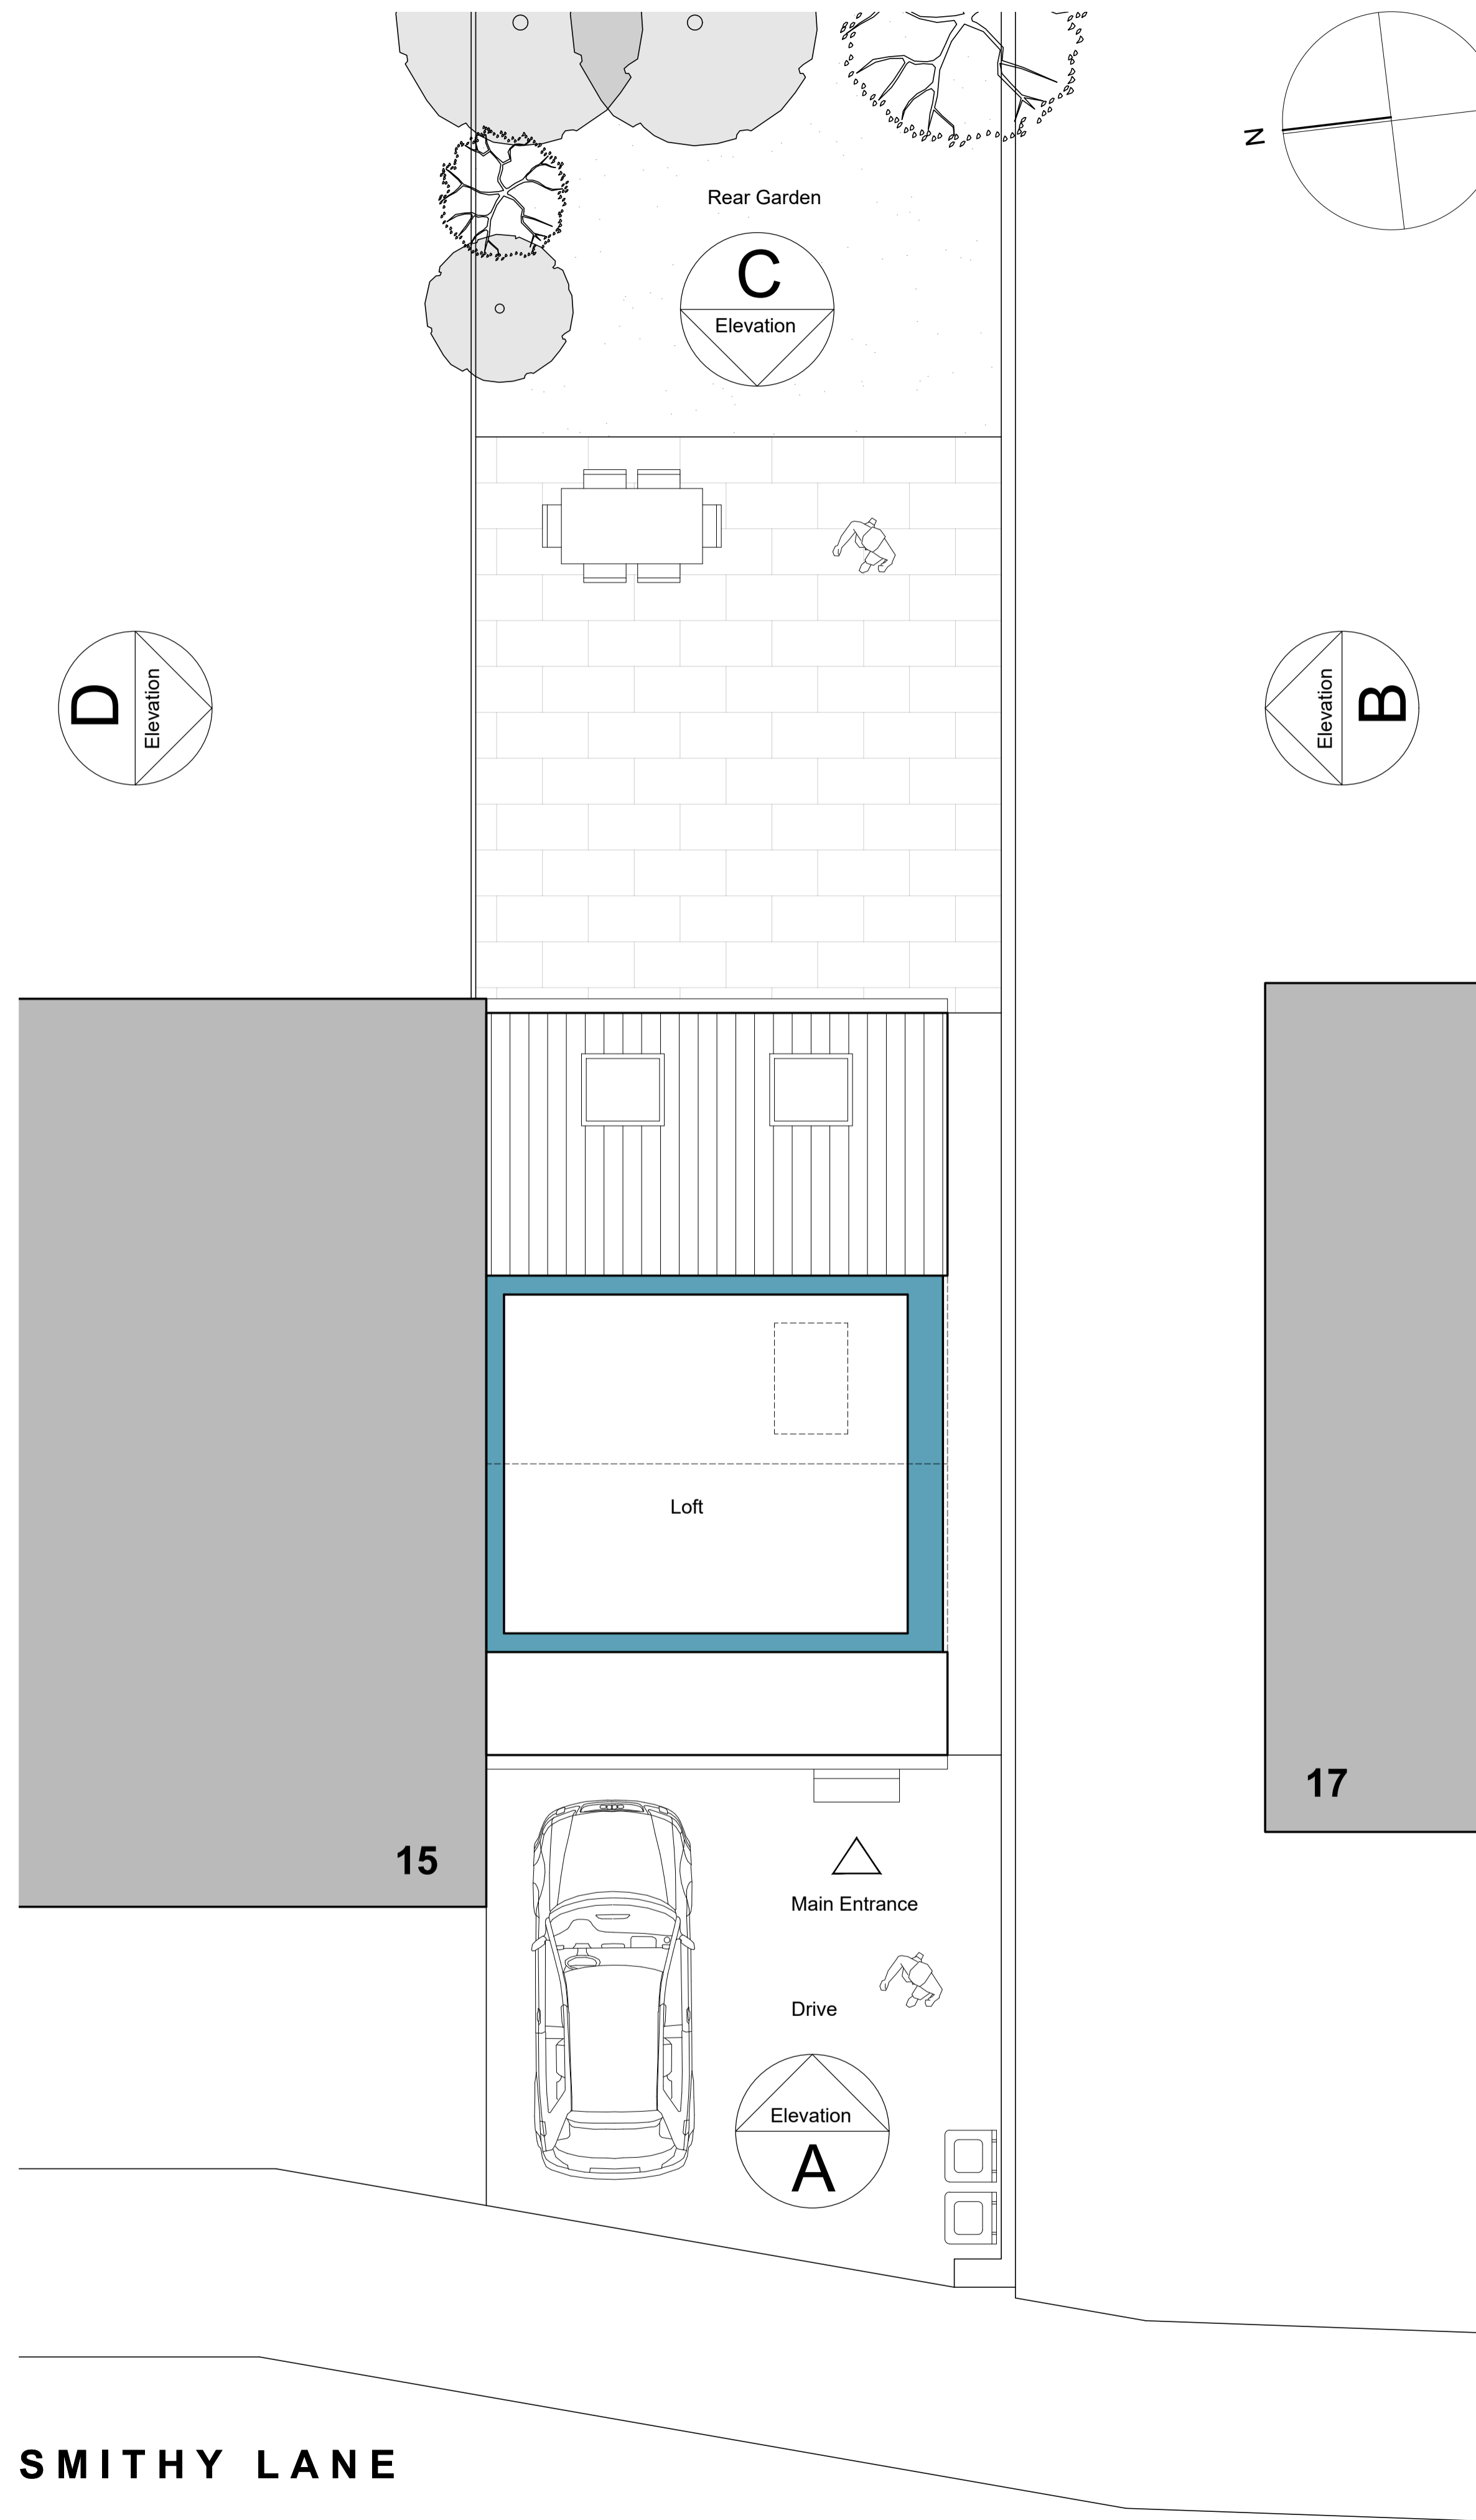 N
Rear Garden
C
Elevation
D
Elevation
Elevation
B
Loft
17
15
Main Entrance
Drive
Elevation
A
SMITHY LANE